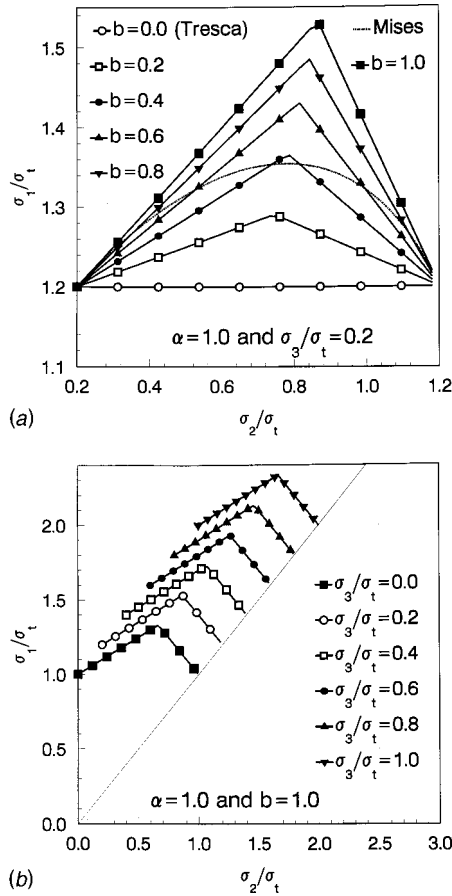 b=0.0 (Tresca)
b=0.2
b=0.4
b=0.6
b=0.8
Mises
b=1.0
1.5
1.4
1.3
1.2
1.1
σ₁/σₜ
α=1.0 and σ₃/σₜ=0.2
0.2 0.4 0.6 0.8 1.0 1.2
σ₂/σₜ
(a)
2.0
1.5
1.0
0.5
0.0
σ₁/σₜ
σ₃/σₜ=0.0
σ₃/σₜ=0.2
σ₃/σₜ=0.4
σ₃/σₜ=0.6
σ₃/σₜ=0.8
σ₃/σₜ=1.0
α=1.0 and b=1.0
0.0 0.5 1.0 1.5 2.0 2.5 3.0
σ₂/σₜ
(b)